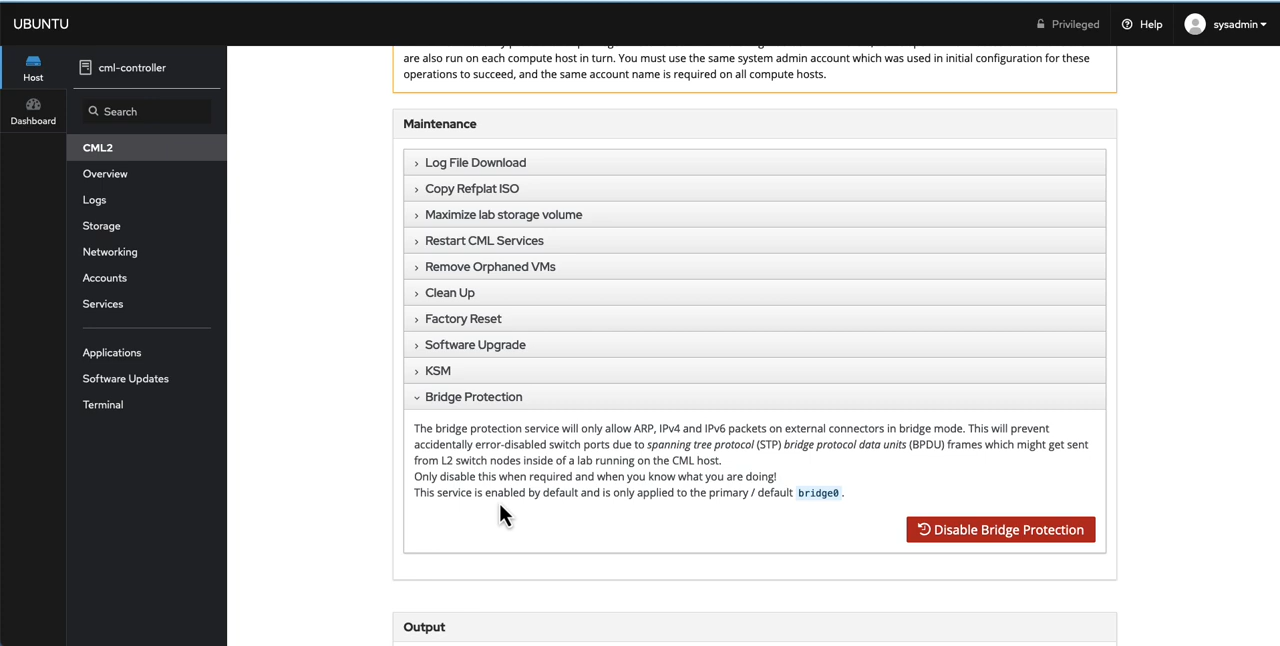 UBUNTU
Privileged
Help
sysadmin
Host
Dashboard
cml-controller
Search
CML2
Overview
Logs
Storage
Networking
Accounts
Services
Applications
Software Updates
Terminal
are also run on each compute host in turn. You must use the same system admin account which was used in initial configuration for these
operations to succeed, and the same account name is required on all compute hosts.
Maintenance
Log File Download
Copy Refplat ISO
Maximize lab storage volume
Restart CML Services
Remove Orphaned VMs
Clean Up
Factory Reset
Software Upgrade
KSM
Bridge Protection
The bridge protection service will only allow ARP, IPv4 and IPv6 packets on external connectors in bridge mode. This will prevent
accidentally error-disabled switch ports due to spanning tree protocol (STP) bridge protocol data units (BPDU) frames which might get sent
from L2 switch nodes inside of a lab running on the CML host.
Only disable this when required and when you know what you are doing!
This service is enabled by default and is only applied to the primary / default bridge0.
Disable Bridge Protection
Output